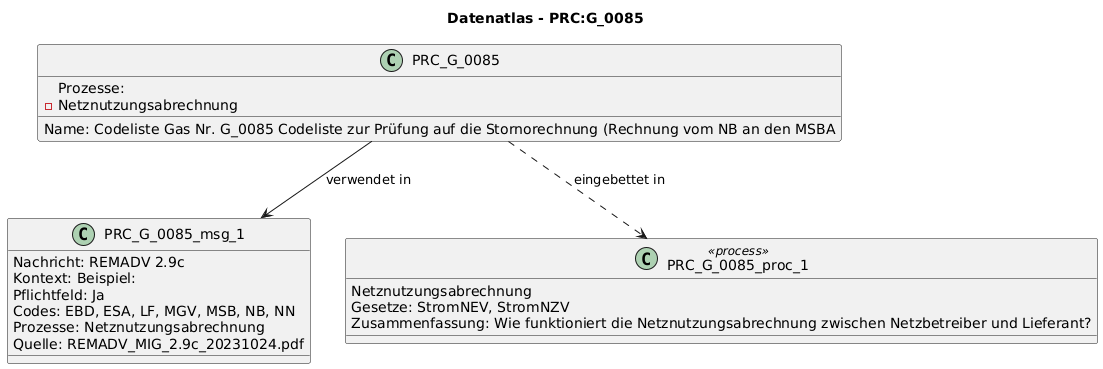 Datenatlas - PRC:G_0085
C PRC_G_0085
Prozesse:
Netznutzungsabrechnung
Name: Codeliste Gas Nr. G_0085 Codeliste zur Prüfung auf die Stornorechnung (Rechnung vom NB an den MSBA
verwendet in
eingebettet in
C PRC_G_0085_msg_1
Nachricht: REMADV 2.9c
Kontext: Beispiel:
Pflichtfeld: Ja
Codes: EBD, ESA, LF, MGV, MSB, NB, NN
Prozesse: Netznutzungsabrechnung
Quelle: REMADV_MIG_2.9c_20231024.pdf
«process»
C PRC_G_0085_proc_1
Netznutzungsabrechnung
Gesetze: StromNEV, StromNZV
Zusammenfassung: Wie funktioniert die Netznutzungsabrechnung zwischen Netzbetreiber und Lieferant?